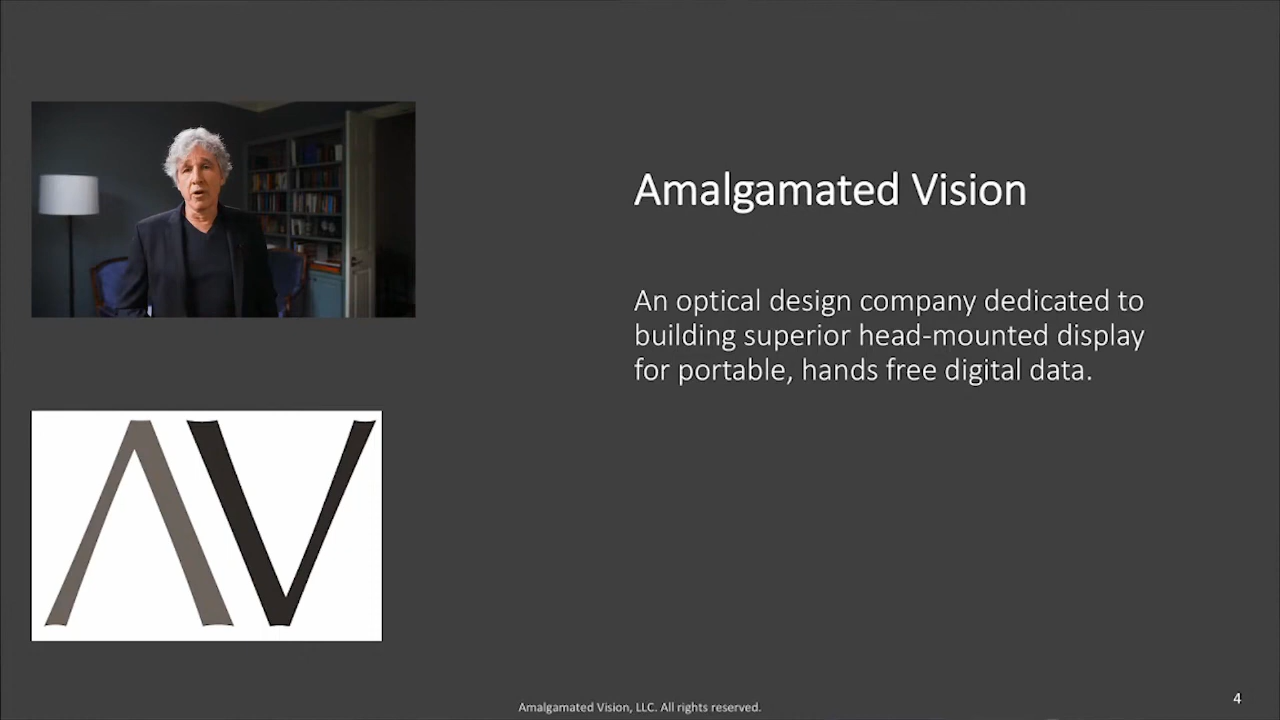 Amalgamated Vision
An optical design company dedicated to
building superior head-mounted display
for portable, hands free digital data.
AV
Amalgamated Vision, LLC. All rights reserved.
4